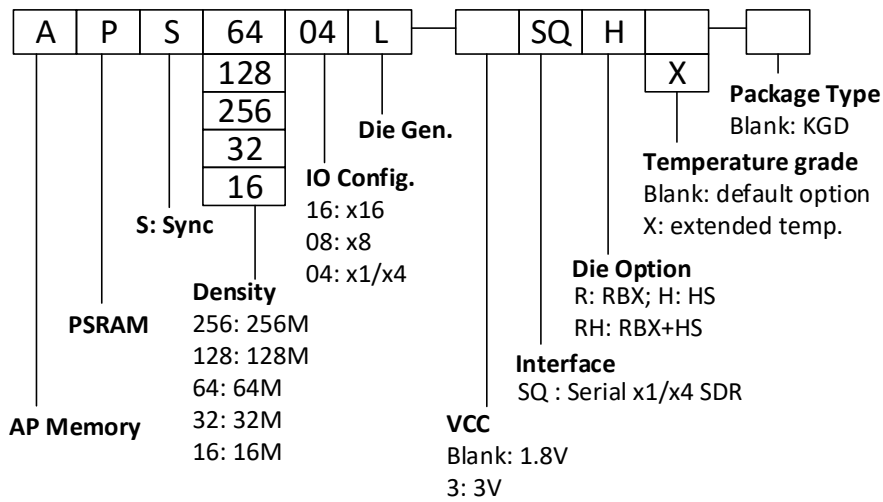 A P S 64 04 L SQ H
128
256
32
16
X
Die Gen.
Package Type
Blank: KGD
IO Config.
16: x16
08: x8
04: x1/x4
Temperature grade
Blank: default option
X: extended temp.
S: Sync
Die Option
R: RBX; H: HS
RH: RBX+HS
Density
256: 256M
128: 128M
64: 64M
32: 32M
16: 16M
PSRAM
Interface
SQ : Serial x1/x4 SDR
AP Memory
VCC
Blank: 1.8V
3: 3V